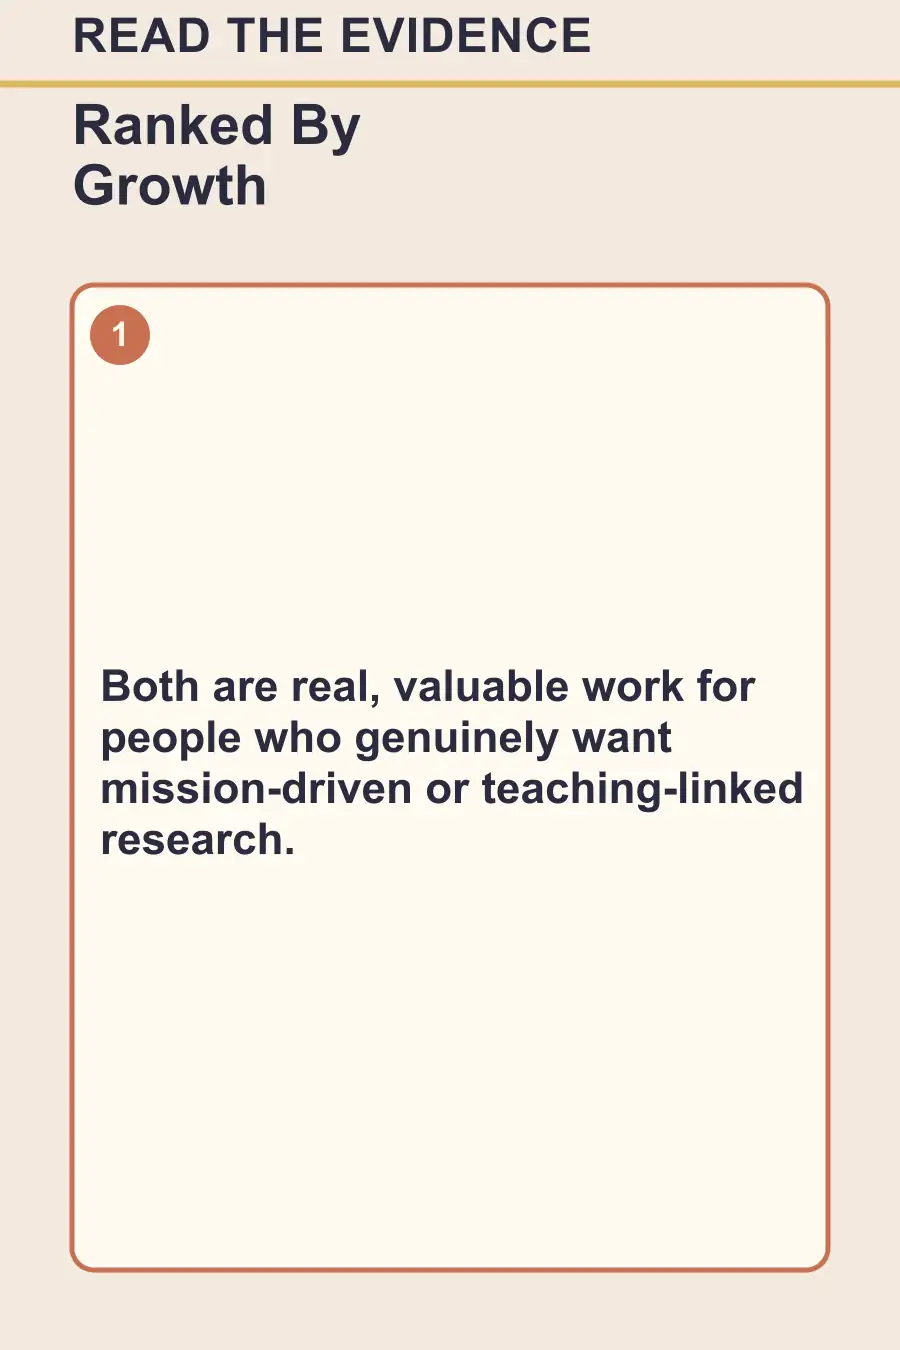 READ THE EVIDENCE
Ranked By
Growth
1
Both are real, valuable work for
people who genuinely want
mission-driven or teaching-linked
research.